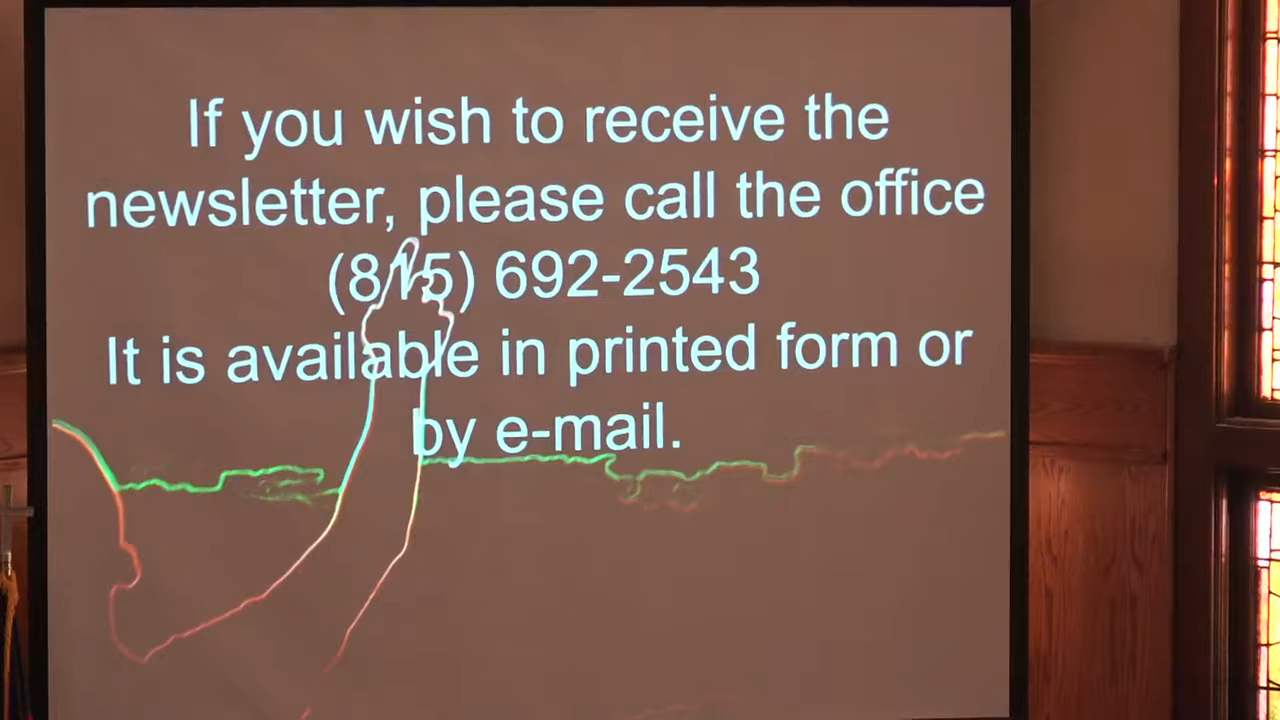 If you wish to receive the
newsletter, please call the office
(815) 692-2543
It is available in printed form or
by e-mail.